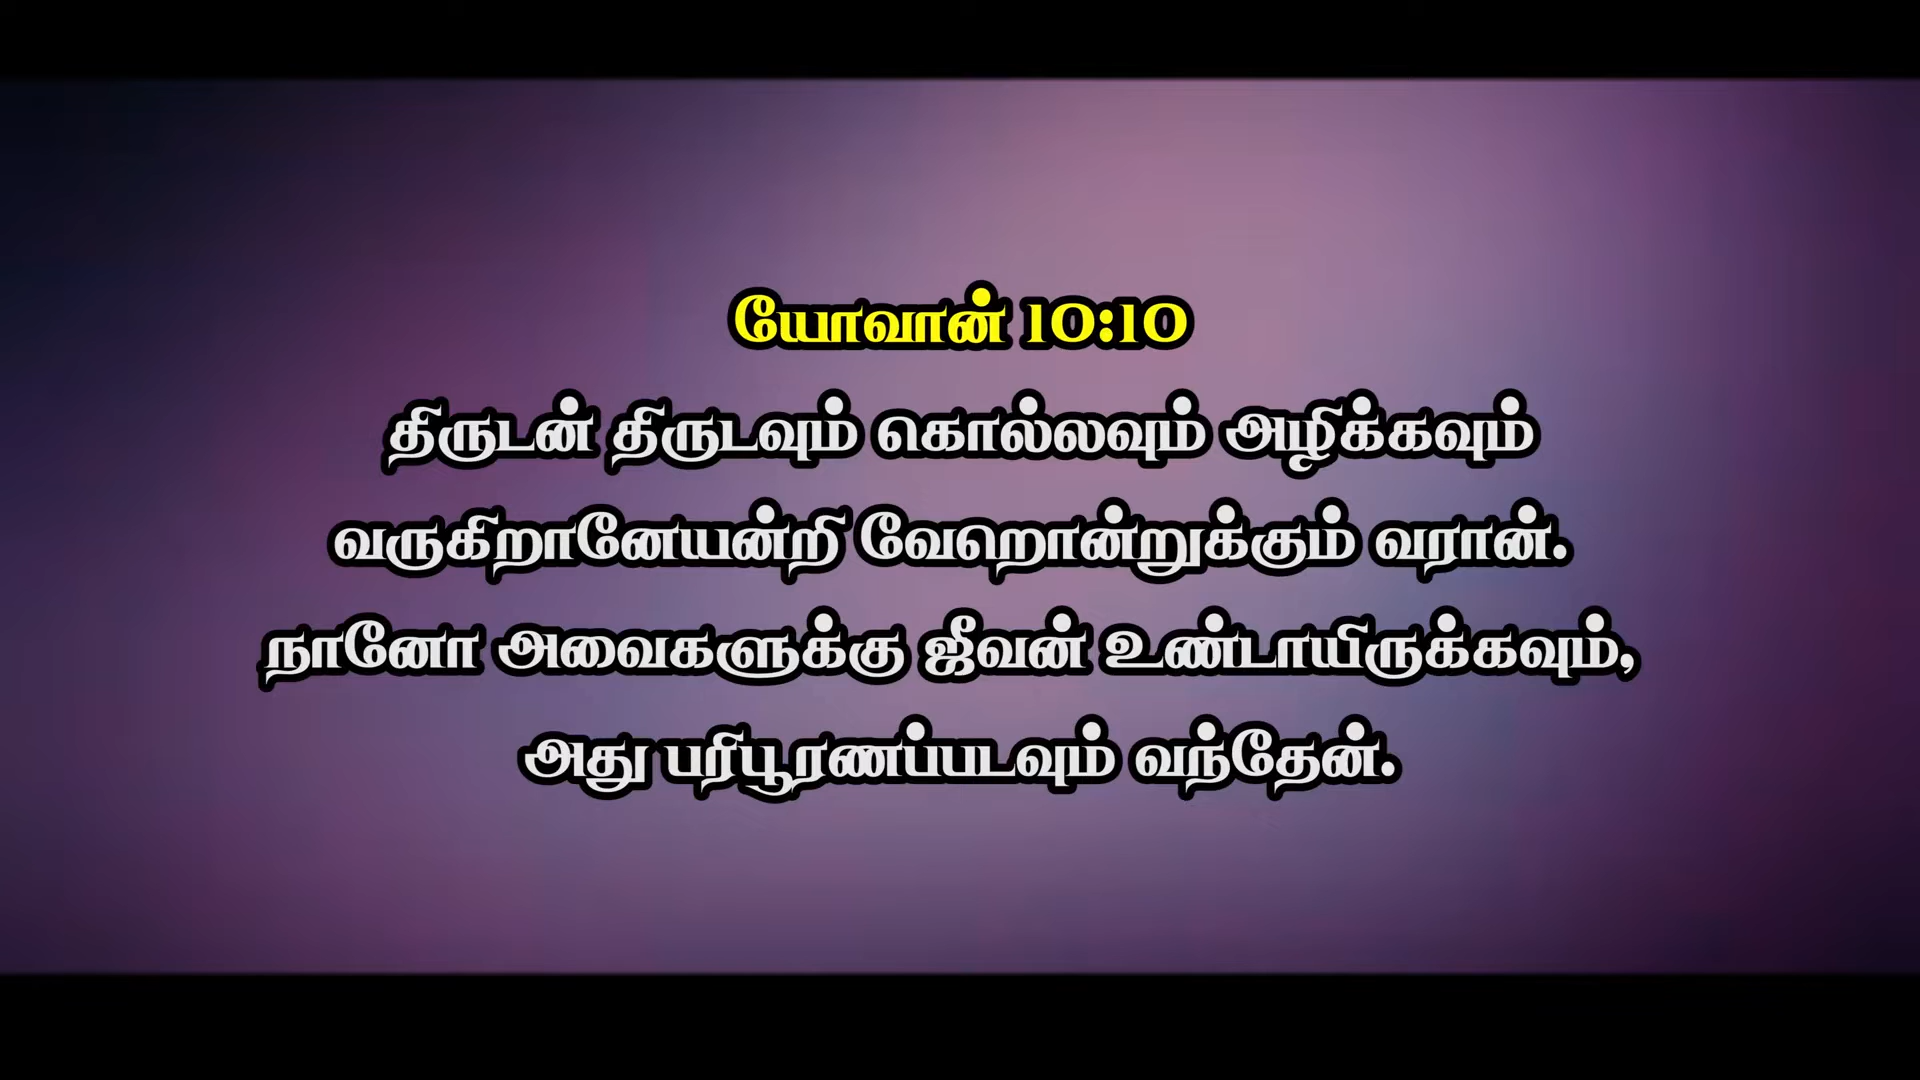 யோவான் 10:10
திருடன் திருடவும் கொல்லவும் அழிக்கவும்
வருகிறானேயன்றி வேறொன்றுக்கும் வரான்.
நானோ அவைகளுக்கு ஜீவன் உண்டாயிருக்கவும்,
அது பரிபூரணப்படவும் வந்தேன்.